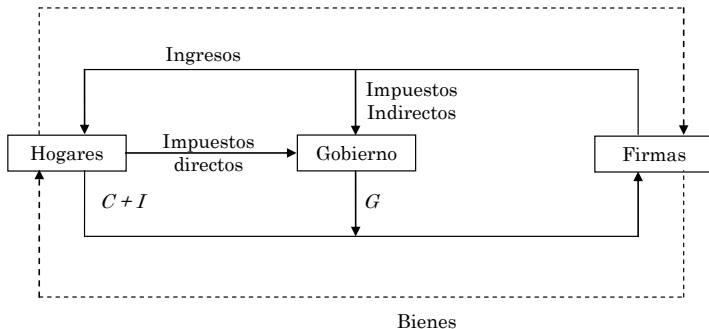 Ingresos
Impuestos
Indirectos
Hogares
Impuestos
directos
Gobierno
Firmas
C + I
G
Bienes